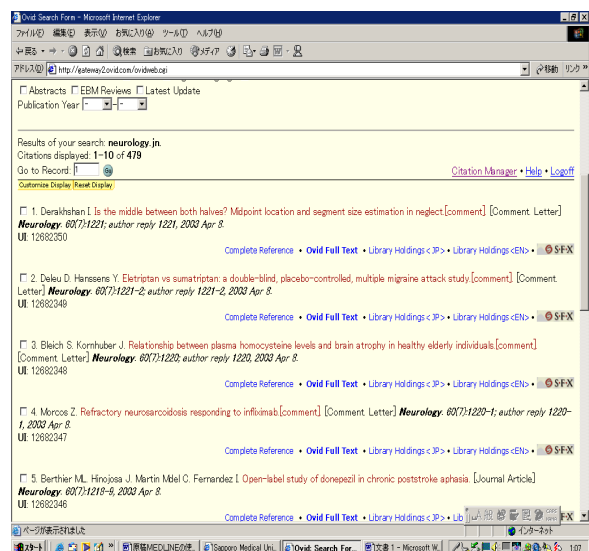 Ovid Search Form - Microsoft Internet Explorer
ファイル(F) 編集(E) 表示(V) お気に入り(A) ツール(T) ヘルプ(H)
戻る 検索 お気に入り メディア
アドレス(D) http://gateway2.ovid.com/ovidweb.cgi 移動 リンク »
Abstracts EBM Reviews Latest Update
Publication Year - - -
Results of your search: neurology.jn.
Citations displayed: 1-10 of 479
Go to Record: 1 Go Citation Manager • Help • Logoff
Customize Display | Reset Display
1. Derakhshan I. Is the middle between both halves? Midpoint location and segment size estimation in neglect.[comment]. [Comment. Letter]
Neurology. 60(7):1221; author reply 1221, 2003 Apr 8.
UI: 12682350
Complete Reference • Ovid Full Text • Library Holdings<JP> • Library Holdings<EN> • S·F·X
2. Deleu D. Hanssens Y. Eletriptan vs sumatriptan: a double-blind, placebo-controlled, multiple migraine attack study.[comment]. [Comment.
Letter] Neurology. 60(7):1221-2; author reply 1221-2, 2003 Apr 8.
UI: 12682349
Complete Reference • Ovid Full Text • Library Holdings<JP> • Library Holdings<EN> • S·F·X
3. Bleich S. Kornhuber J. Relationship between plasma homocysteine levels and brain atrophy in healthy elderly individuals.[comment].
[Comment. Letter] Neurology. 60(7):1220; author reply 1220, 2003 Apr 8.
UI: 12682348
Complete Reference • Ovid Full Text • Library Holdings<JP> • Library Holdings<EN> • S·F·X
4. Morcos Z. Refractory neurosarcoidosis responding to infliximab.[comment]. [Comment. Letter] Neurology. 60(7):1220-1; author reply 1220-
1, 2003 Apr 8.
UI: 12682347
Complete Reference • Ovid Full Text • Library Holdings<JP> • Library Holdings<EN> • S·F·X
5. Berthier ML. Hinojosa J. Martin Mdel C. Fernandez I. Open-label study of donepezil in chronic poststroke aphasia. [Journal Article]
Neurology. 60(7):1218-9, 2003 Apr 8.
UI: 12682346
Complete Reference • Ovid Full Text • Library Holdings<JP> • Lib F·X
ページが表示されました インターネット
スタート 原稿MEDLINEの使... Sapporo Medical Uni... Ovid Search For... 文書 1 - Microsoft W... 1:07